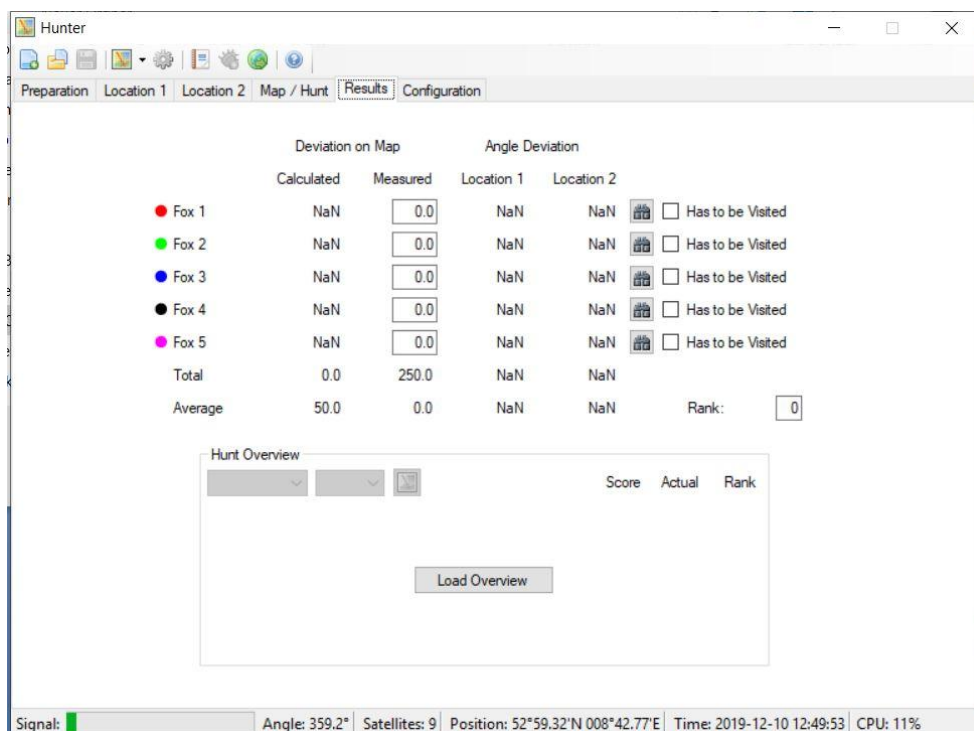 Hunter
Preparation Location 1 Location 2 Map / Hunt Results Configuration
Deviation on Map Angle Deviation
Calculated Measured Location 1 Location 2
Fox 1 NaN 0.0 NaN NaN Has to be Visited
Fox 2 NaN 0.0 NaN NaN Has to be Visited
Fox 3 NaN 0.0 NaN NaN Has to be Visited
Fox 4 NaN 0.0 NaN NaN Has to be Visited
Fox 5 NaN 0.0 NaN NaN Has to be Visited
Total 0.0 250.0 NaN NaN
Average 50.0 0.0 NaN NaN Rank: 0
Hunt Overview
Score Actual Rank
Load Overview
Signal: Angle: 359.2° Satellites: 9 Position: 52°59.32'N 008°42.77'E Time: 2019-12-10 12:49:53 CPU: 11%